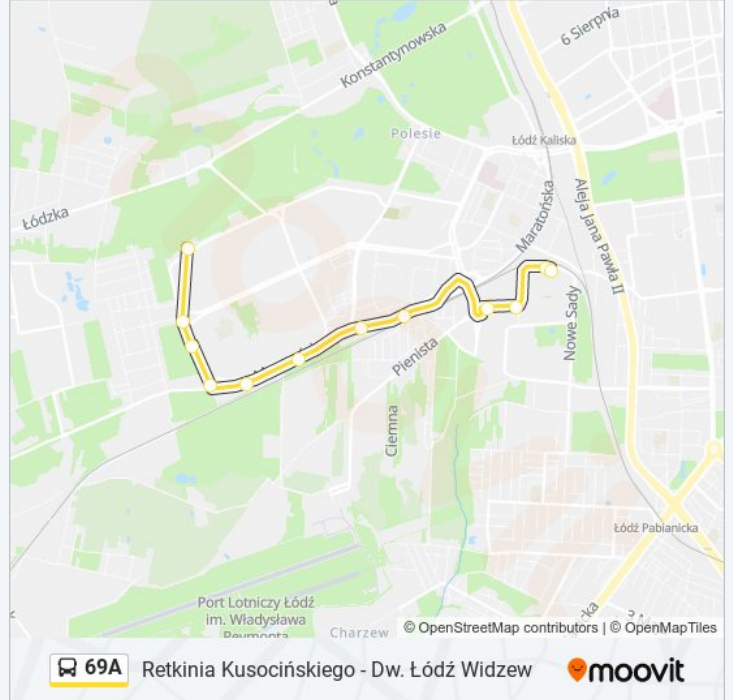 6 Sierpnia
Konstantynowska
Polesie
Łódź Kaliska
Łódzka
Maratońska
Aleja Jana Pawła II
Nowe Sady
Pienista
Ciemna
Łódź Pabianicka
Port Lotniczy Łódź
im. Władysława
Reymonta
Charzew
© OpenStreetMap contributors | © OpenMapTiles
69A
Retkinia Kusocińskiego - Dw. Łódź Widzew
moovit